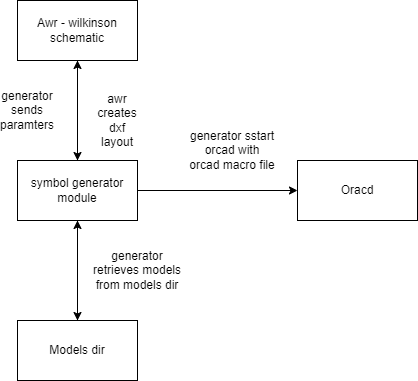 Awr - wilkinson
schematic
generator
sends
paramters
awr
creates
dxf
layout
generator sstart
orcad with
orcad macro file
symbol generator
module
Oracd
generator
retrieves models
from models dir
Models dir